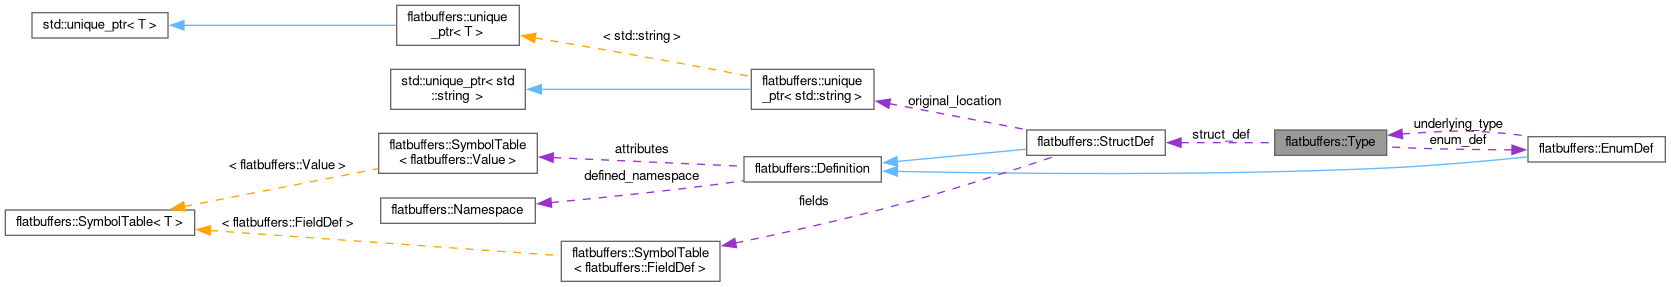 std::unique_ptr< T >
flatbuffers::unique
_ptr< T >
< std::string >
std::unique_ptr< std
::string >
flatbuffers::unique
_ptr< std::string >
original_location
flatbuffers::SymbolTable
< flatbuffers::Value >
attributes
< flatbuffers::Value >
defined_namespace
flatbuffers::Definition
flatbuffers::StructDef
struct_def
flatbuffers::Type
underlying_type
enum_def
flatbuffers::EnumDef
flatbuffers::Namespace
fields
flatbuffers::SymbolTable< T >
< flatbuffers::FieldDef >
flatbuffers::SymbolTable
< flatbuffers::FieldDef >